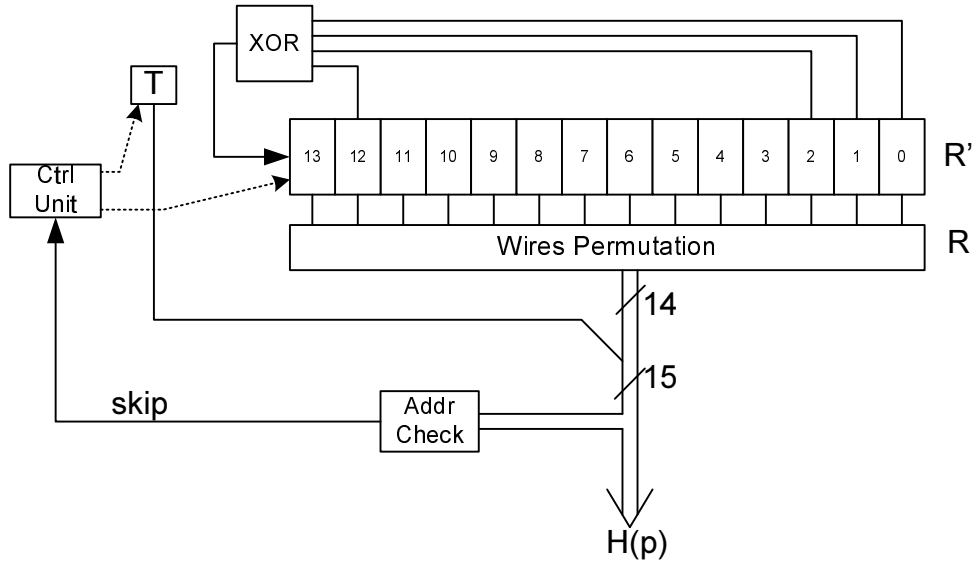 XOR
T
13 12 11 10 9 8 7 6 5 4 3 2 1 0
R’
Ctrl
Unit
Wires Permutation
R
14
15
skip
Addr
Check
H(p)